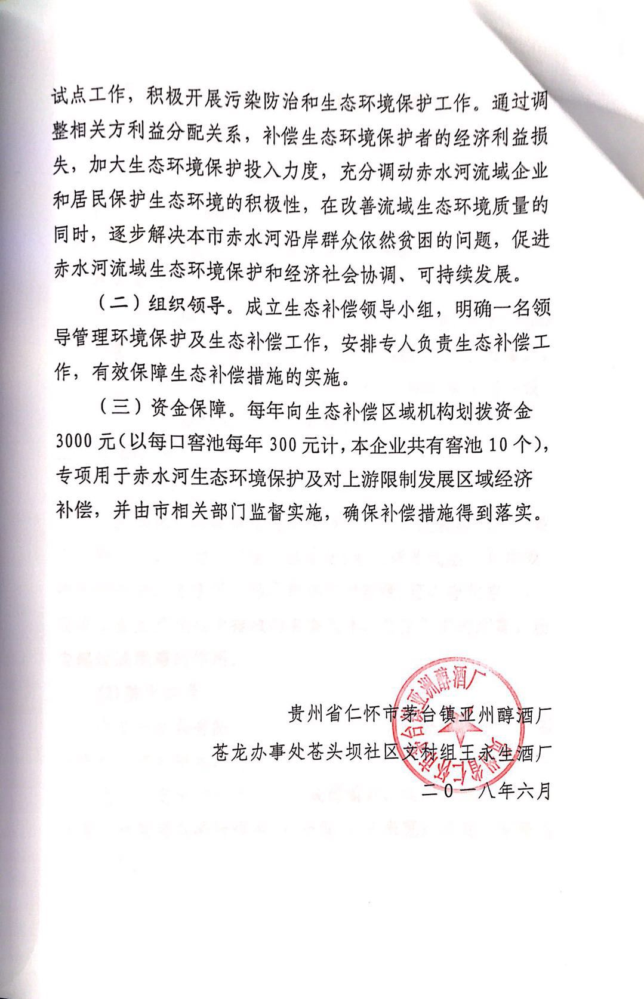 试点工作，积极开展污染防治和生态环境保护工作。通过调
整相关方利益分配关系，补偿生态环境保护者的经济利益损
失，加大生态环境保护投入力度，充分调动赤水河流域企业
和居民保护生态环境的积极性，在改善流域生态环境质量的
同时，逐步解决本市赤水河沿岸群众依然贫困的问题，促进
赤水河流域生态环境保护和经济社会协调、可持续发展。
（二）组织领导。成立生态补偿领导小组，明确一名领
导管理环境保护及生态补偿工作，安排专人负责生态补偿工
作，有效保障生态补偿措施的实施。
（三）资金保障。每年向生态补偿区域机构划拨资金
3000 元（以每口窖池每年 300 元计，本企业共有窖池 10 个），
专项用于赤水河生态环境保护及对上游限制发展区域经济
补偿，并由市相关部门监督实施，确保补偿措施得到落实。
贵州省仁怀市茅台镇亚洲醇酒厂
贵州省仁怀市茅台镇亚州醇酒厂
苍龙办事处苍头坝社区文村组王永生酒厂
二0一八年六月